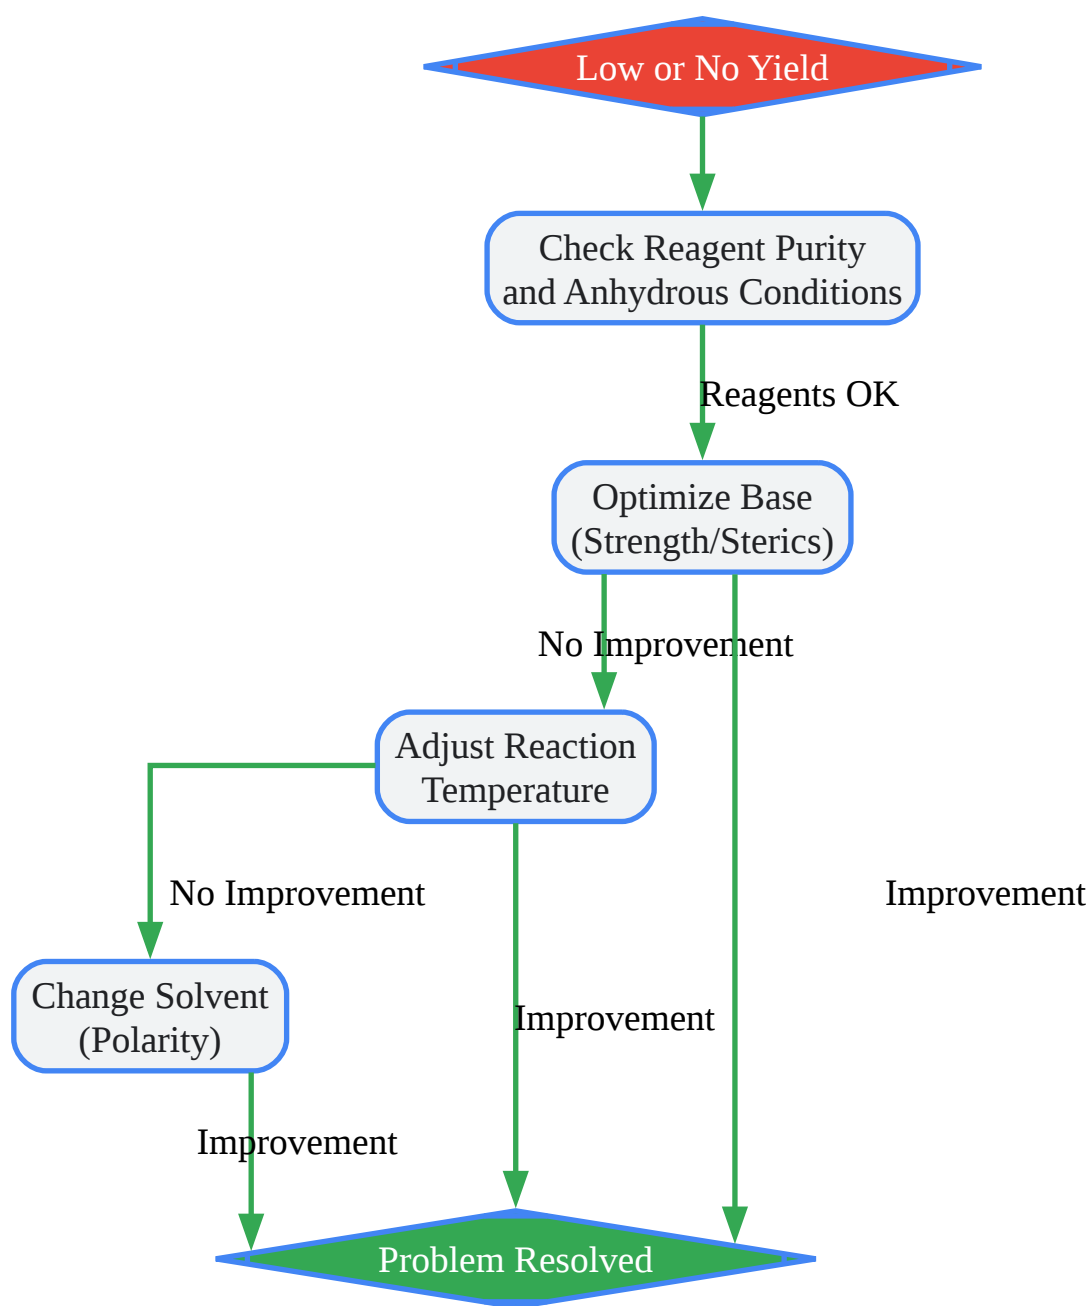 Low or No Yield
Check Reagent Purity
and Anhydrous Conditions
Reagents OK
Optimize Base
(Strength/Sterics)
No Improvement
Adjust Reaction
Temperature
No Improvement
Improvement
Change Solvent
(Polarity)
Improvement
Improvement
Problem Resolved